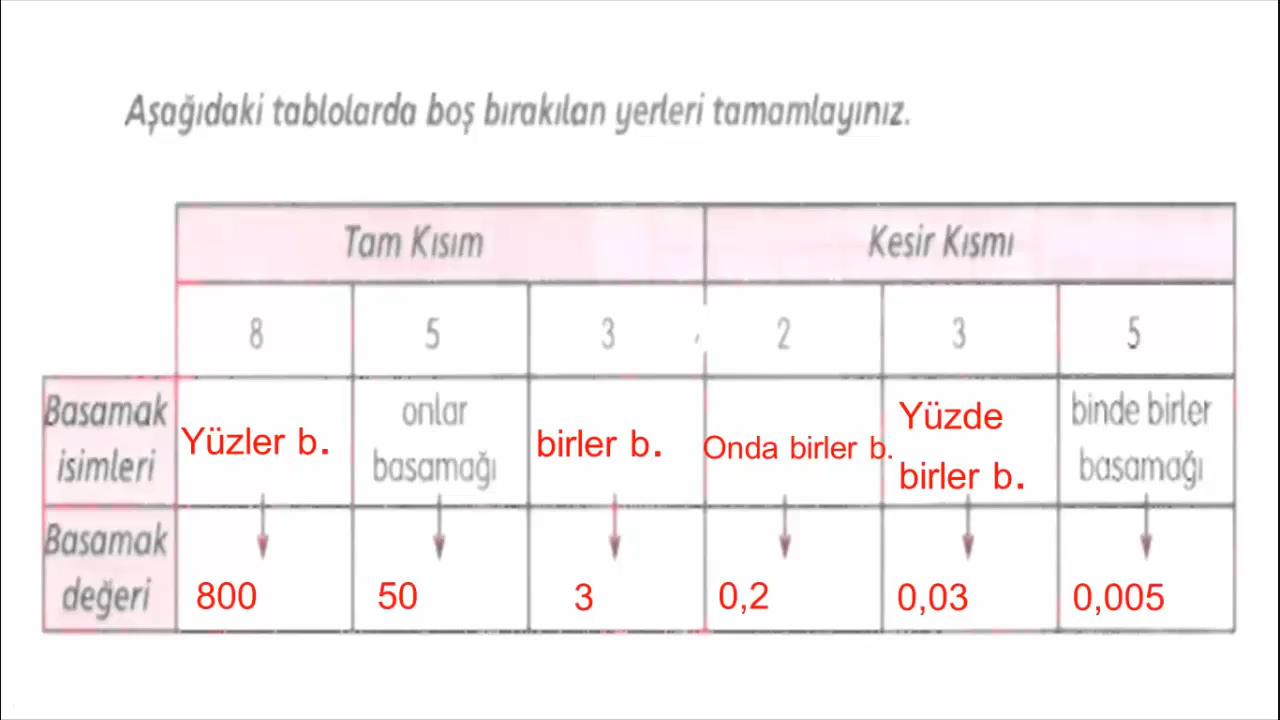 Aşağıdaki tablolarda boş bırakılan yerleri tamamlayınız.
Tam Kısım Kesir Kısmı
8 5 3 , 2 3 5
Basamak isimleri Yüzler b. onlar basamağı birler b. Onda birler b. Yüzde birler b. binde birler basamağı
Basamak değeri 800 50 3 0,2 0,03 0,005